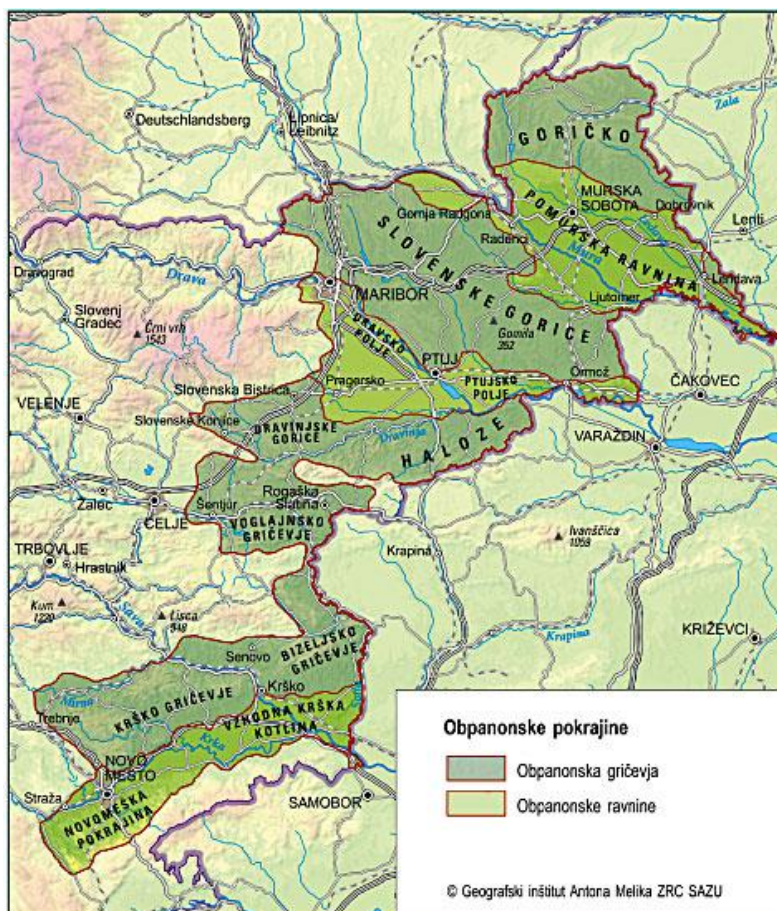 Deutschlandsberg
Lipnica/
Leibnitz
Zala
GORIČKO
MURSKA
SOBOTA
Dobrovnik
Gornja Radgona
POMURSKA RAVNINA
Lenti
Radenci
Ledava
Mura
Lendava
SLOVENSKE GORICE
Dravograd
Drava
MARIBOR
Ljutomer
Slovenj
Gradec
Črni vrh
1543
Gomila
352
DRAVSKO
POLJE
PTUJ
Ormož
Slovenska Bistrica
Pragersko
PTUJSKO
POLJE
ČAKOVEC
VELENJE
Slovenske Konjice
DRAVINJSKE
GORICE
Dravinja
HALOZE
VARAŽDIN
Žalec
CELJE
Šentjur
Rogaška
Slatina
VOGLAJNSKO
GRIČEVJE
Ivanščica
1059
TRBOVLJE
Hrastnik
Krapina
Kum
1220
Sava
Lisca
948
Krapina
KRIŽEVCI
Senovo
BIZELJSKO
GRIČEVJE
Mirna
KRŠKO GRIČEVJE
Krško
Trebnje
VZHODNA KRŠKA
KOTLINA
Krka
NOVO
MESTO
Straža
NOVOMEŠKA
POKRAJINA
SAMOBOR
Obpanonske pokrajine
Obpanonska gričevja
Obpanonske ravnine
© Geografski inštitut Antona Melika ZRC SAZU